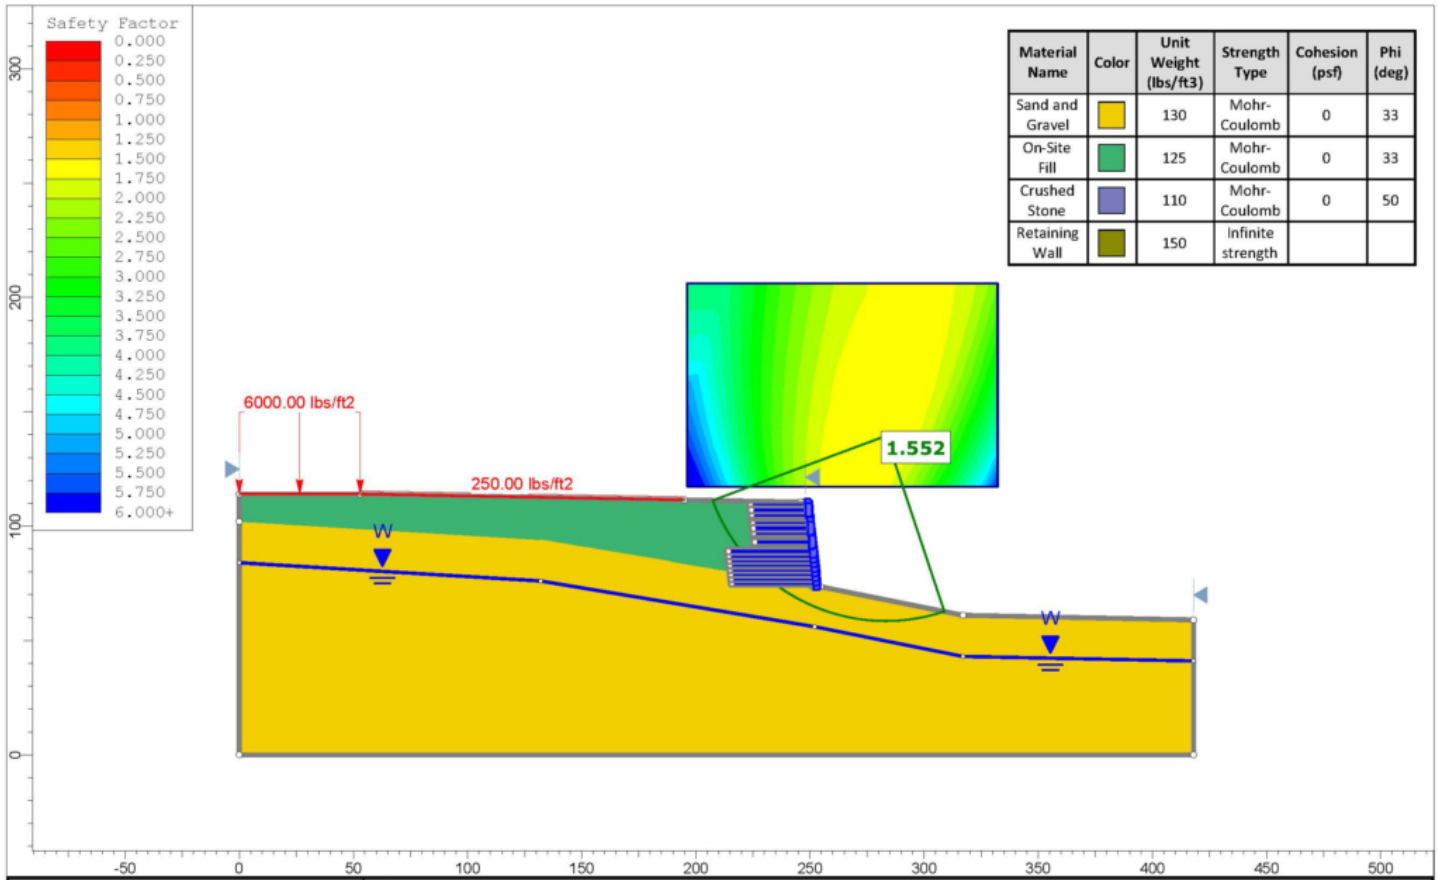 Safety Factor
0.000
0.250
0.500
0.750
1.000
1.250
1.500
1.750
2.000
2.250
2.500
2.750
3.000
3.250
3.500
3.750
4.000
4.250
4.500
4.750
5.000
5.250
5.500
5.750
6.000+
Material Name Color Unit Weight (lbs/ft3) Strength Type Cohesion (psf) Phi (deg)
Sand and Gravel 130 Mohr-Coulomb 0 33
On-Site Fill 125 Mohr-Coulomb 0 33
Crushed Stone 110 Mohr-Coulomb 0 50
Retaining Wall 150 Infinite strength
300
200
100
0
6000.00 lbs/ft2
250.00 lbs/ft2
1.552
W
W
-50 0 50 100 150 200 250 300 350 400 450 500